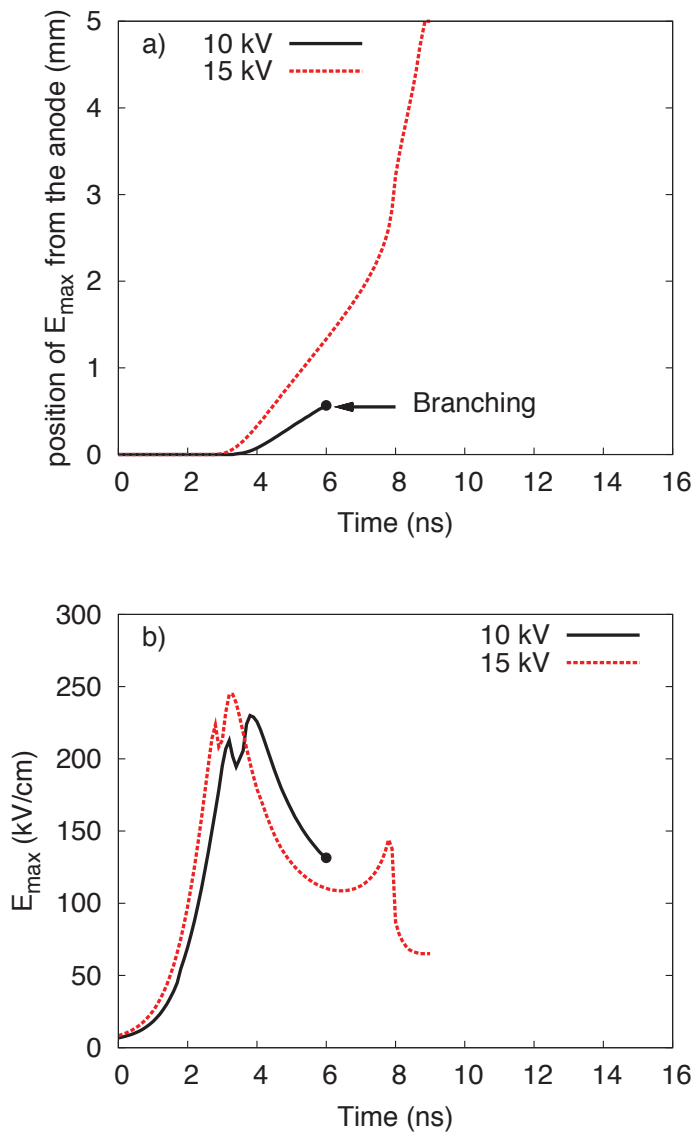 a)
10 kV
15 kV
position of E_max from the anode (mm)
5
4
3
2
1
0
Branching
0 2 4 6 8 10 12 14 16
Time (ns)
b)
10 kV
15 kV
E_max (kV/cm)
300
250
200
150
100
50
0
0 2 4 6 8 10 12 14 16
Time (ns)